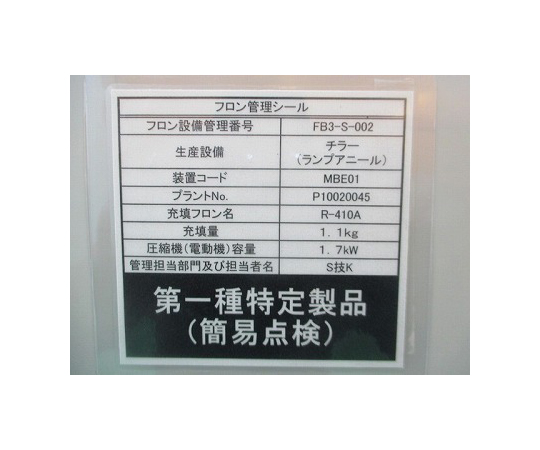 フロン管理シール
フロン設備管理番号 FB3-S-002
生産設備 チラー
(ランプアニール)
装置コード MBE01
プラントNo. P10020045
充填フロン名 R-410A
充填量 1.1kg
圧縮機(電動機)容量 1.7kW
管理担当部門及び担当者名 S技K
第一種特定製品
(簡易点検)